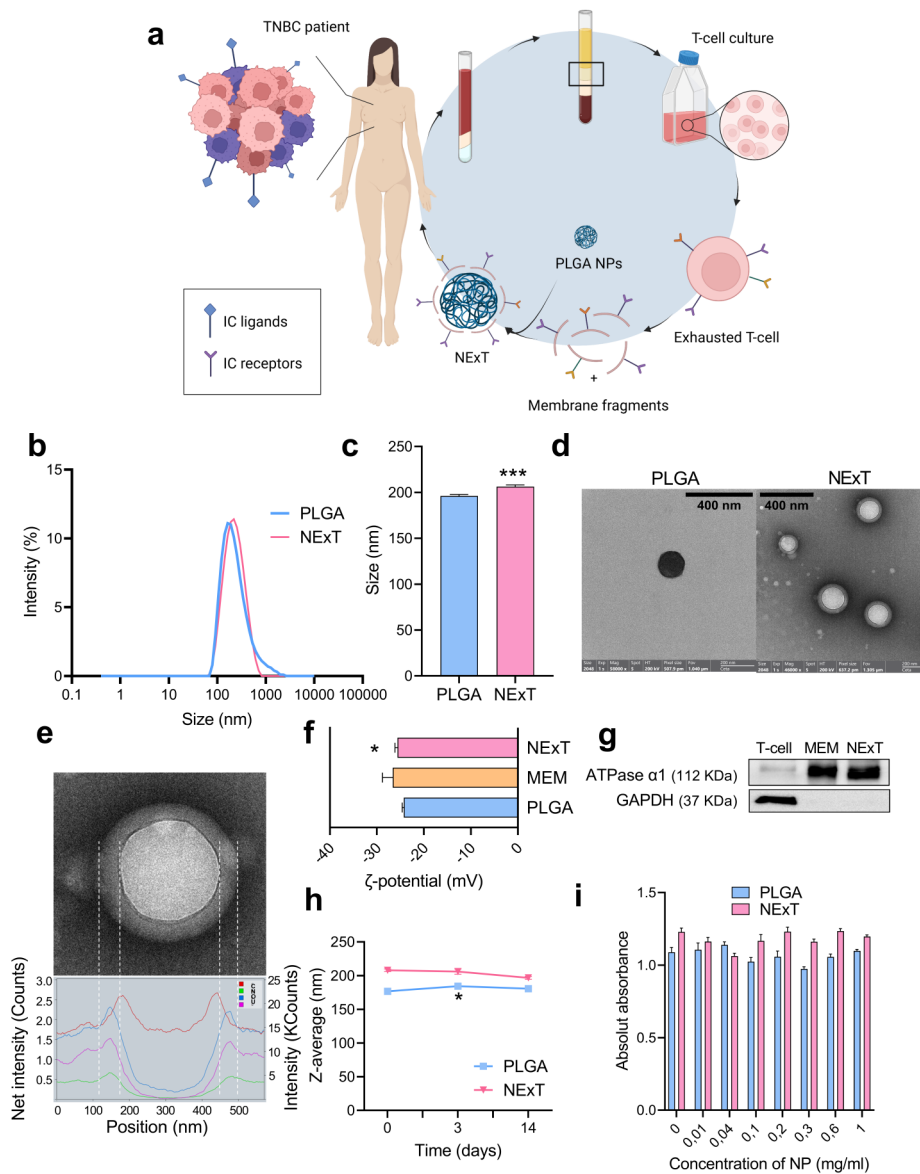 a
TNBC patient
T-cell culture
PLGA NPs
IC ligands
IC receptors
NExT
Exhausted T-cell
+
Membrane fragments
b
15
10
5
0
0.1
1
10
100
1000
10000
100000
Intensity (%)
Size (nm)
PLGA
NExT
c
250
200
150
100
50
0
Size (nm)
***
PLGA
NExT
d
PLGA
NExT
400 nm
400 nm
e
3.0
2.5
2.0
1.5
1.0
0.5
25
20
15
10
5
0
100
200
300
400
500
Net intensity (Counts)
Intensity (KCounts)
Position (nm)
f
*
NExT
MEM
PLGA
-40
-30
-20
-10
0
ζ-potential (mV)
g
T-cell MEM NExT
ATPase α1 (112 KDa)
GAPDH (37 KDa)
h
250
200
150
100
50
0
Z-average (nm)
*
PLGA
NExT
0
3
14
Time (days)
i
1.5
1.0
0.5
0.0
Absolut absorbance
PLGA
NExT
0
0,01
0,04
0,1
0,2
0,3
0,6
1
Concentration of NP (mg/ml)